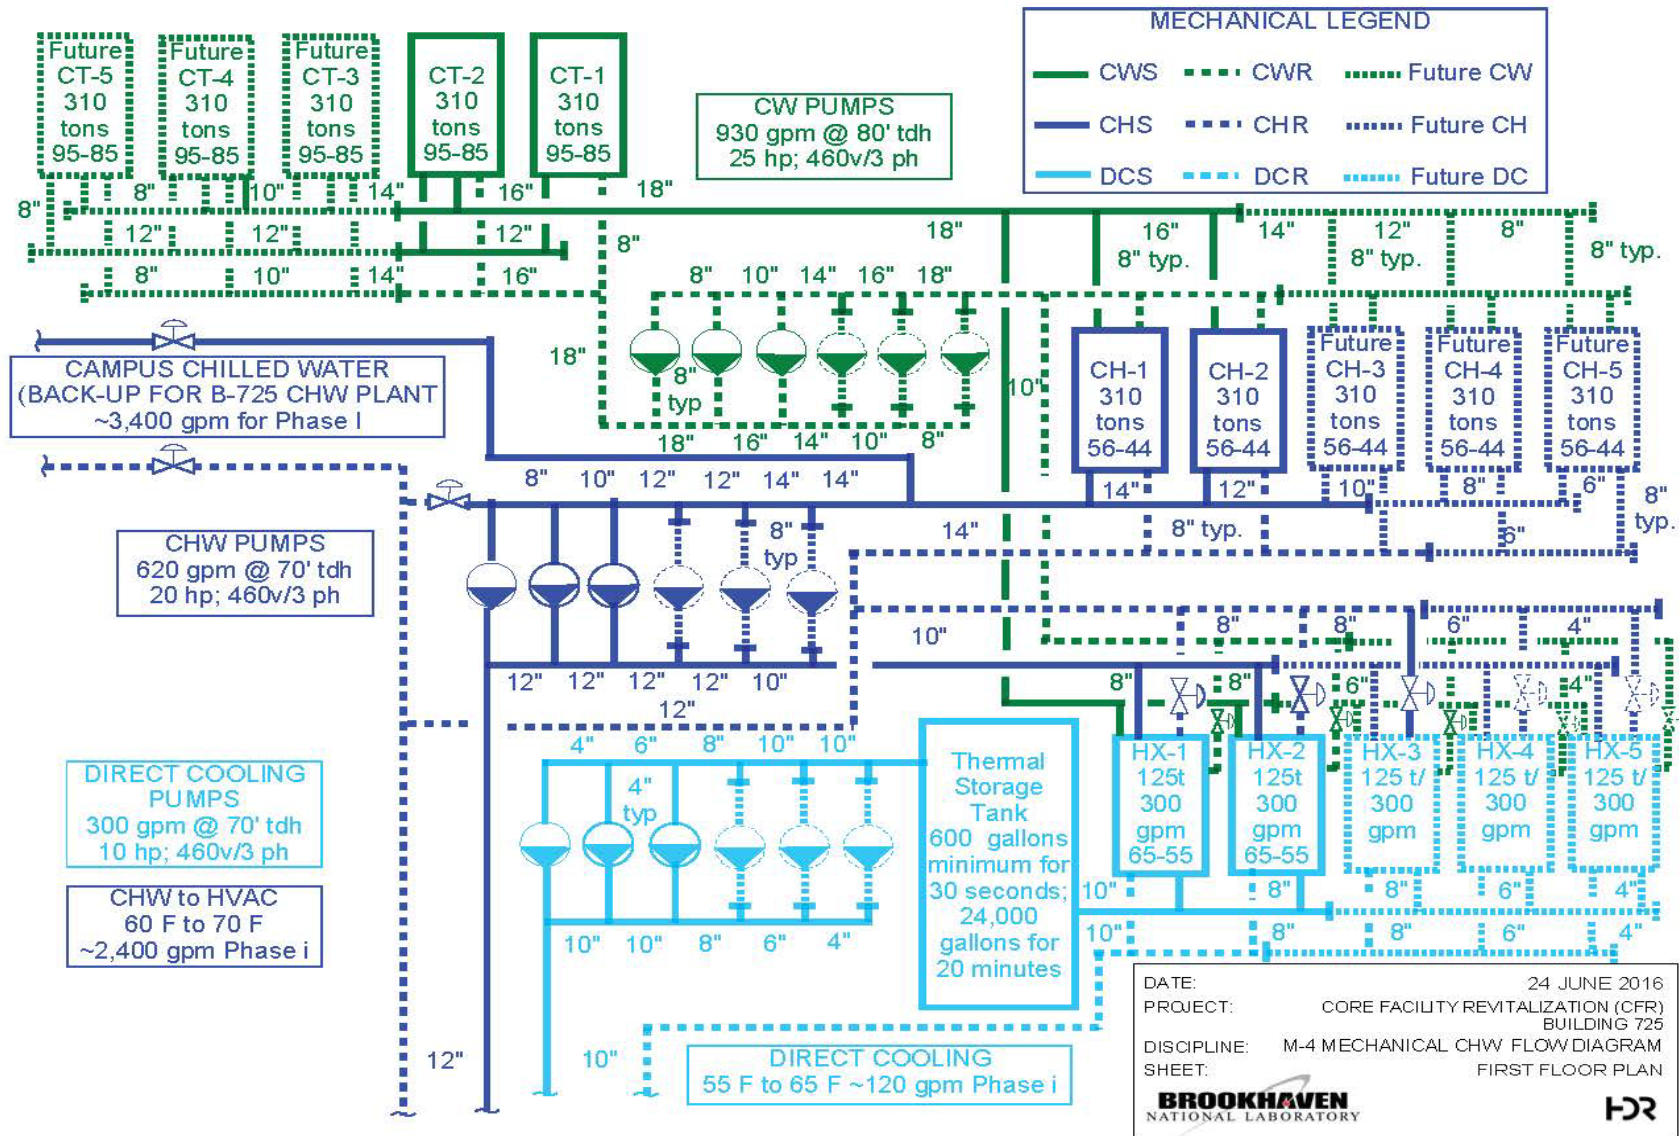 MECHANICAL LEGEND
CWS
CWR
Future CW
CHS
CHR
Future CH
DCS
DCR
Future DC
Future
CT-5
310
tons
95-85
Future
CT-4
310
tons
95-85
Future
CT-3
310
tons
95-85
CT-2
310
tons
95-85
CT-1
310
tons
95-85
CW PUMPS
930 gpm @ 80' tdh
25 hp; 460v/3 ph
8" 8" 10" 14" 16" 18"
12" 12" 12" 18" 16" 14" 12" 8"
8" 8" typ. 8" typ. 8" typ.
8" 10" 14" 16"
8" 10" 14" 16" 18"
18"
8"
typ
10"
18" 16" 14" 10" 8"
CAMPUS CHILLED WATER
(BACK-UP FOR B-725 CHW PLANT
~3,400 gpm for Phase I
CH-1
310
tons
56-44
CH-2
310
tons
56-44
Future
CH-3
310
tons
56-44
Future
CH-4
310
tons
56-44
Future
CH-5
310
tons
56-44
8" 10" 12" 12" 14" 14"
14" 12" 10" 8" 6"
8"
typ.
8"
typ
14" 14" 8" typ. 6"
CHW PUMPS
620 gpm @ 70' tdh
20 hp; 460v/3 ph
10" 8" 8" 6" 4"
12" 12" 12" 12" 10"
8" 8" 6" 4"
12"
4" 6" 8" 10" 10"
4"
typ
DIRECT COOLING
PUMPS
300 gpm @ 70' tdh
10 hp; 460v/3 ph
Thermal
Storage
Tank
600 gallons
minimum for
30 seconds;
24,000
gallons for
20 minutes
HX-1
125t
300
gpm
65-55
HX-2
125t
300
gpm
65-55
HX-3
125 t/
300
gpm
HX-4
125 t/
300
gpm
HX-5
125 t/
300
gpm
10" 8" 8" 6" 4"
CHW to HVAC
60 F to 70 F
~2,400 gpm Phase i
10" 10" 8" 6" 4"
10" 8" 8" 6" 4"
12"
10"
DIRECT COOLING
55 F to 65 F ~120 gpm Phase i
DATE: 24 JUNE 2016
PROJECT: CORE FACILITY REVITALIZATION (CFR)
BUILDING 725
DISCIPLINE: M-4 MECHANICAL CHW FLOW DIAGRAM
SHEET: FIRST FLOOR PLAN
BROOKHAVEN
NATIONAL LABORATORY
HDR